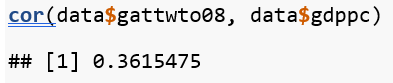 cor(data$gattwto08, data$gdppc)
## [1] 0.3615475